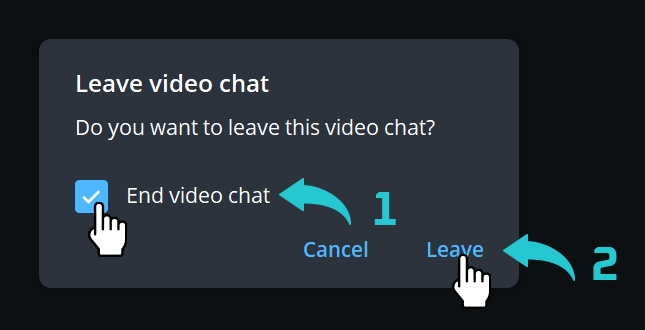 Leave video chat
Do you want to leave this video chat?
End video chat
1
Cancel
Leave
2